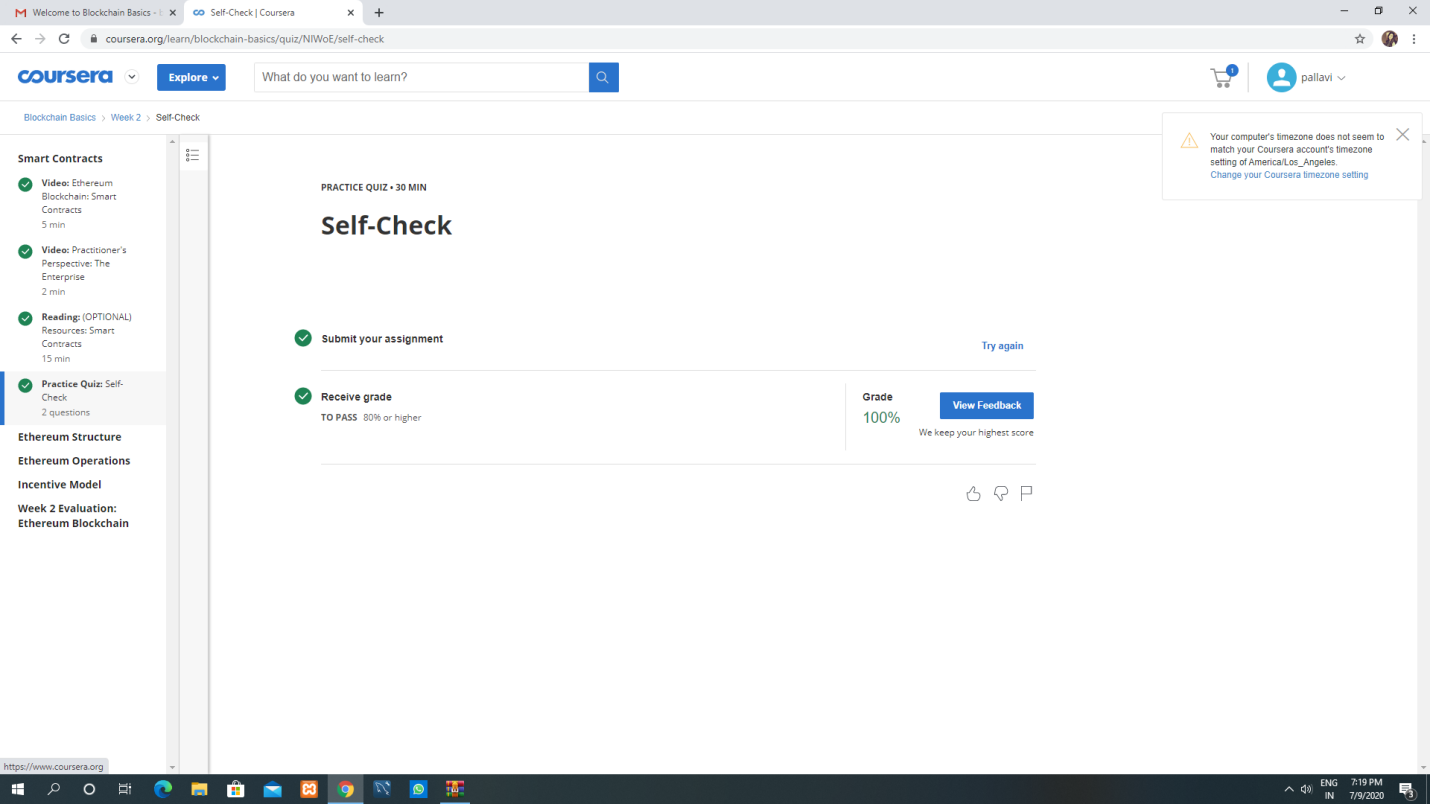 Welcome to Blockchain Basics -
Self-Check | Coursera
coursera.org/learn/blockchain-basics/quiz/NIWoE/self-check
coursera
Explore
What do you want to learn?
1
pallavi
Blockchain Basics > Week 2 > Self-Check
Your computer's timezone does not seem to
match your Coursera account's timezone
setting of America/Los_Angeles.
Change your Coursera timezone setting
Smart Contracts
Video: Ethereum
Blockchain: Smart
Contracts
5 min
Video: Practitioner's
Perspective: The
Enterprise
2 min
Reading: (OPTIONAL)
Resources: Smart
Contracts
15 min
Practice Quiz: Self-
Check
2 questions
Ethereum Structure
Ethereum Operations
Incentive Model
Week 2 Evaluation:
Ethereum Blockchain
PRACTICE QUIZ • 30 MIN
Self-Check
Submit your assignment
Try again
Receive grade
TO PASS 80% or higher
Grade
100%
View Feedback
We keep your highest score
https://www.coursera.org
ENG
IN
7:19 PM
7/9/2020
3